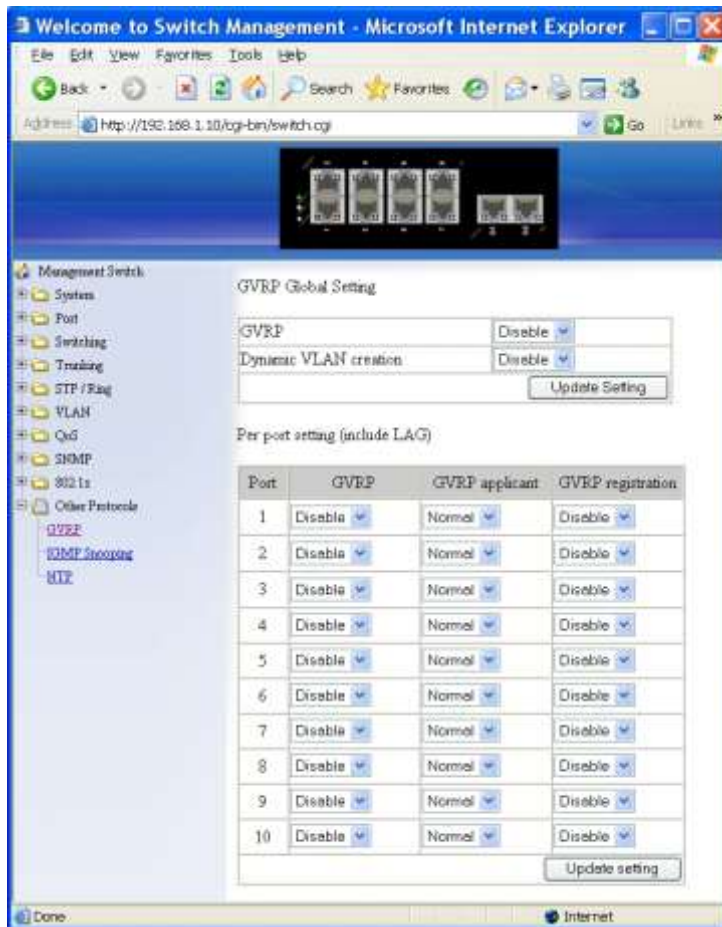 Welcome to Switch Management - Microsoft Internet Explorer
File Edit View Favorites Tools Help
Back Search Favorites
Address http://192.168.1.10/cgi-bin/switch.cgi Go Links »
Management Switch
System
Port
Switching
Trunking
STP / Ring
VLAN
QoS
SNMP
802.1x
Other Protocols
GVRP
IGMP Snooping
NTP
GVRP Global Setting
GVRP Disable
Dynamic VLAN creation Disable
Update Setting
Per port setting (include LAG)
Port GVRP GVRP applicant GVRP registration
1 Disable Normal Disable
2 Disable Normal Disable
3 Disable Normal Disable
4 Disable Normal Disable
5 Disable Normal Disable
6 Disable Normal Disable
7 Disable Normal Disable
8 Disable Normal Disable
9 Disable Normal Disable
10 Disable Normal Disable
Update setting
Done Internet